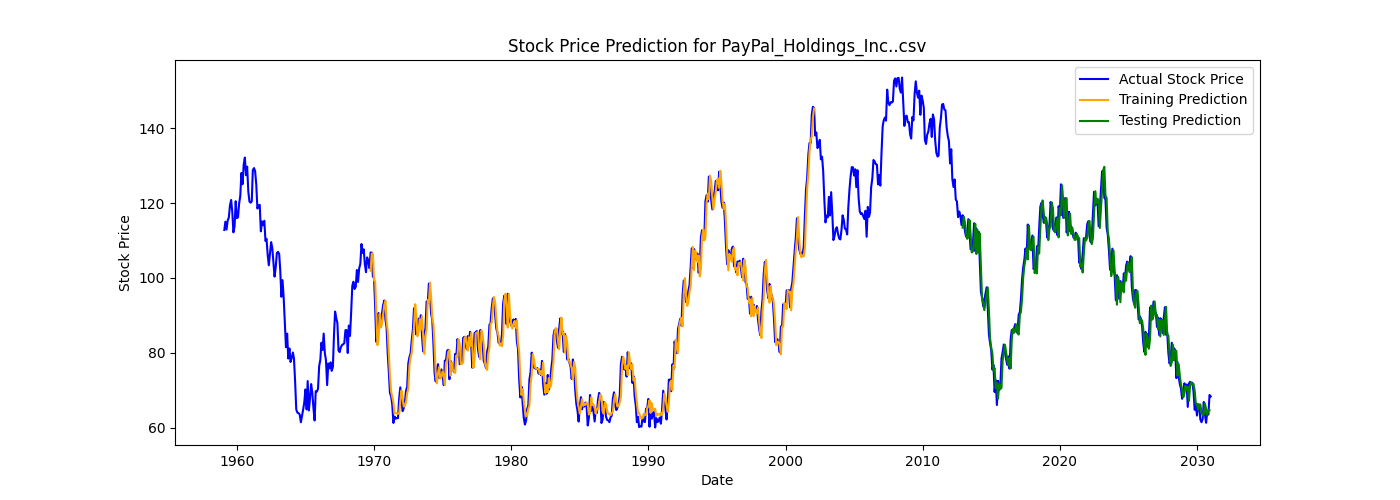 Stock Price Prediction for PayPal_Holdings_Inc..csv
Actual Stock Price
Training Prediction
Testing Prediction
Stock Price
140
120
100
80
60
1960
1970
1980
1990
2000
2010
2020
2030
Date